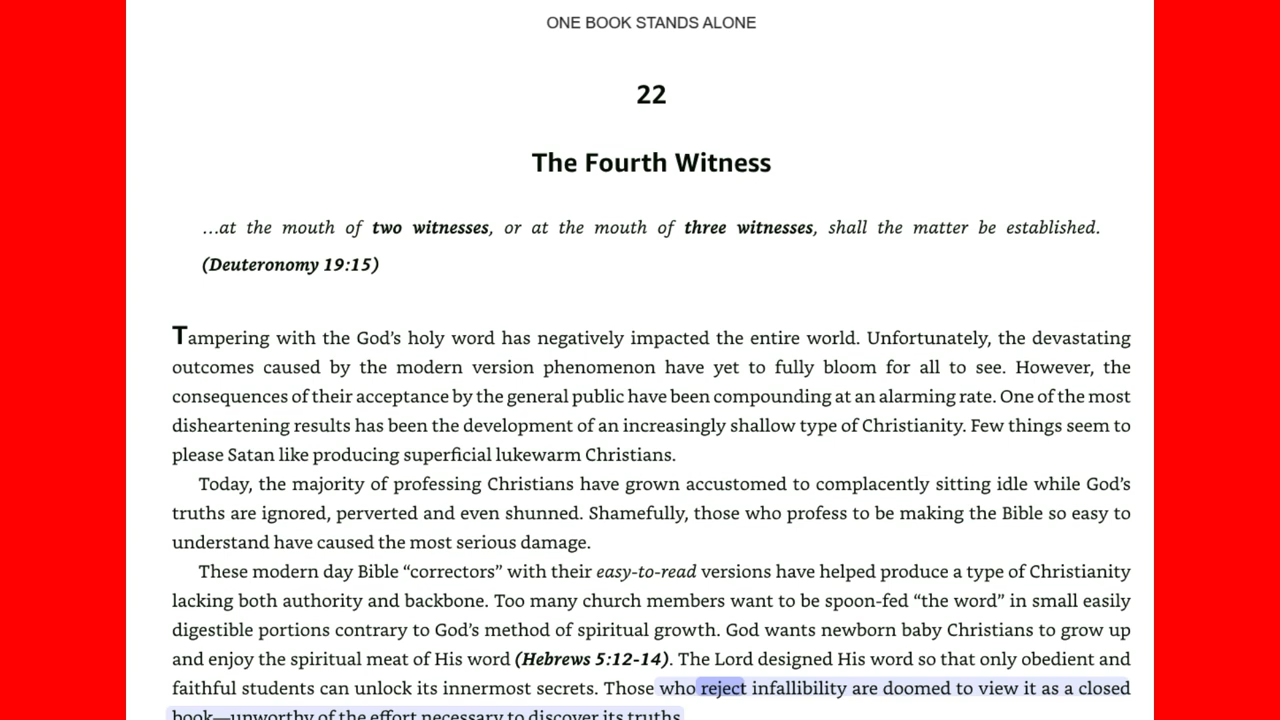 ONE BOOK STANDS ALONE
22
The Fourth Witness
…at the mouth of two witnesses, or at the mouth of three witnesses, shall the matter be established.
(Deuteronomy 19:15)
Tampering with the God’s holy word has negatively impacted the entire world. Unfortunately, the devastating
outcomes caused by the modern version phenomenon have yet to fully bloom for all to see. However, the
consequences of their acceptance by the general public have been compounding at an alarming rate. One of the most
disheartening results has been the development of an increasingly shallow type of Christianity. Few things seem to
please Satan like producing superficial lukewarm Christians.
Today, the majority of professing Christians have grown accustomed to complacently sitting idle while God’s
truths are ignored, perverted and even shunned. Shamefully, those who profess to be making the Bible so easy to
understand have caused the most serious damage.
These modern day Bible “correctors” with their easy-to-read versions have helped produce a type of Christianity
lacking both authority and backbone. Too many church members want to be spoon-fed “the word” in small easily
digestible portions contrary to God’s method of spiritual growth. God wants newborn baby Christians to grow up
and enjoy the spiritual meat of His word (Hebrews 5:12-14). The Lord designed His word so that only obedient and
faithful students can unlock its innermost secrets. Those who reject infallibility are doomed to view it as a closed
book—unworthy of the effort necessary to discover its truths.